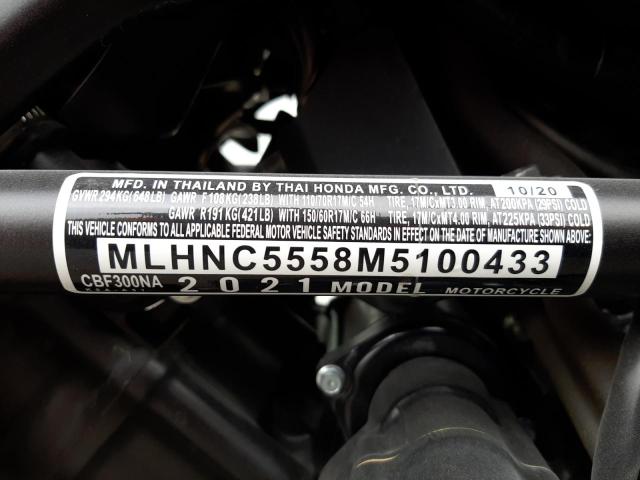 MFD. IN THAILAND BY THAI HONDA MFG. CO., LTD. 10/20
GVWR 294KG(648LB) GAWR F 108KG(238LB) WITH 110/70R17M/C 54H TIRE, 17M/CxMT3.00 RIM, AT200KPA (29PSI) COLD
GAWR R191KG(421LB) WITH 150/60R17M/C 66H TIRE, 17M/CxMT4.00 RIM, AT225KPA (33PSI) COLD
THIS VEHICLE CONFORMS TO ALL APPLICABLE FEDERAL MOTOR VEHICLE SAFETY STANDARDS IN EFFECT ON THE DATE OF MANUFACTURE SHOWN ABOVE:
MLHNC5558M5100433
CBF300NA 2021 MODEL MOTORCYCLE